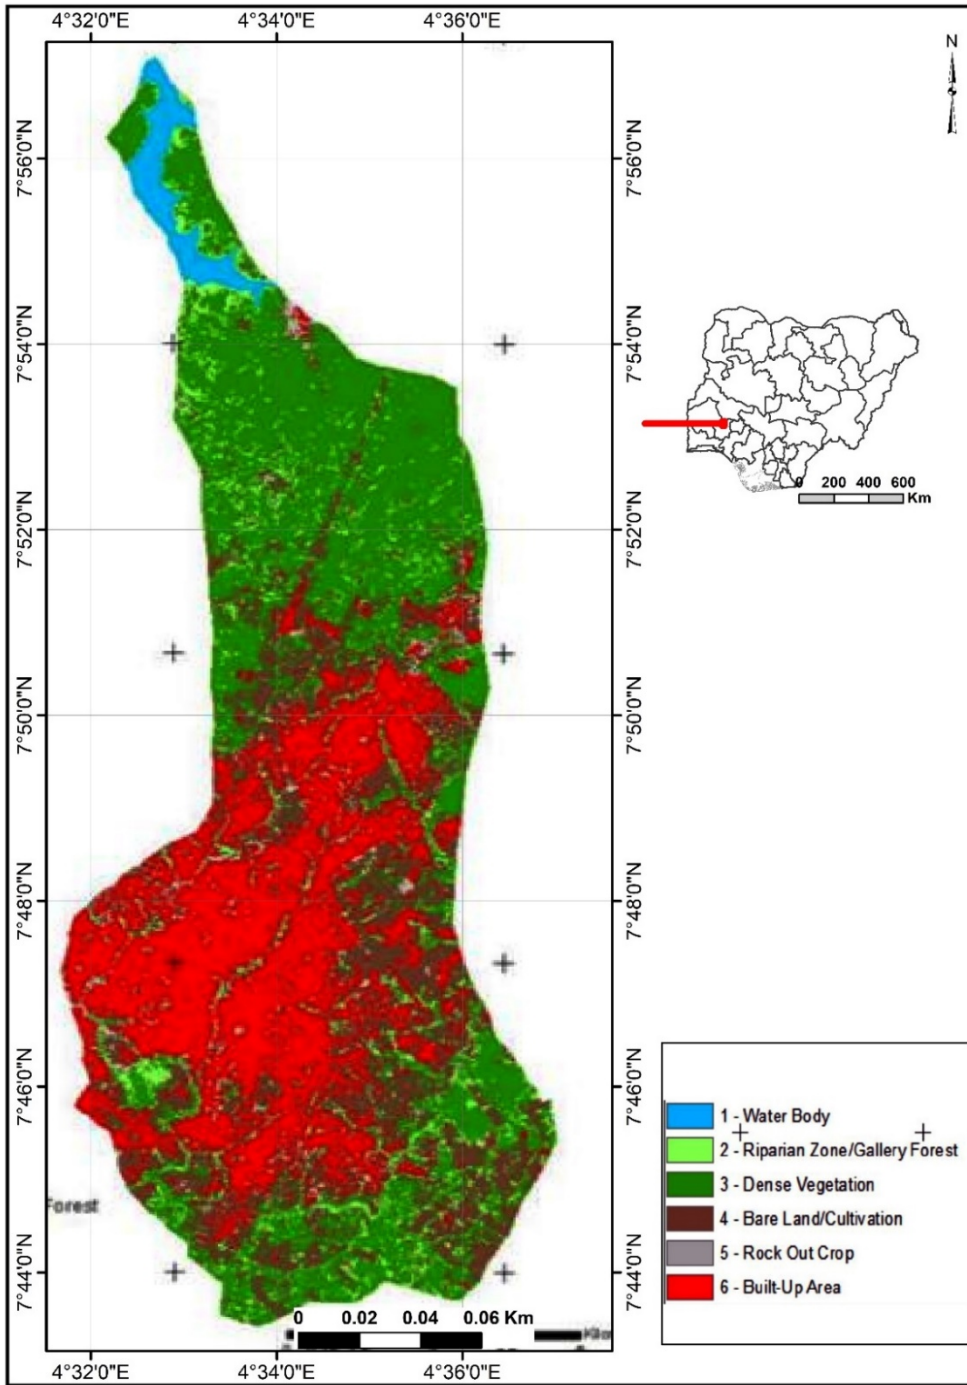 4°32'0"E 4°34'0"E 4°36'0"E
N
7°56'0"N 7°56'0"N
7°54'0"N 7°54'0"N
0 200 400 600
Km
7°52'0"N 7°52'0"N
7°50'0"N 7°50'0"N
7°48'0"N 7°48'0"N
7°46'0"N 7°46'0"N
1 - Water Body
2 - Riparian Zone/Gallery Forest
3 - Dense Vegetation
4 - Bare Land/Cultivation
5 - Rock Out Crop
6 - Built-Up Area
Forest
7°44'0"N 7°44'0"N
0 0.02 0.04 0.06 Km
4°32'0"E 4°34'0"E 4°36'0"E